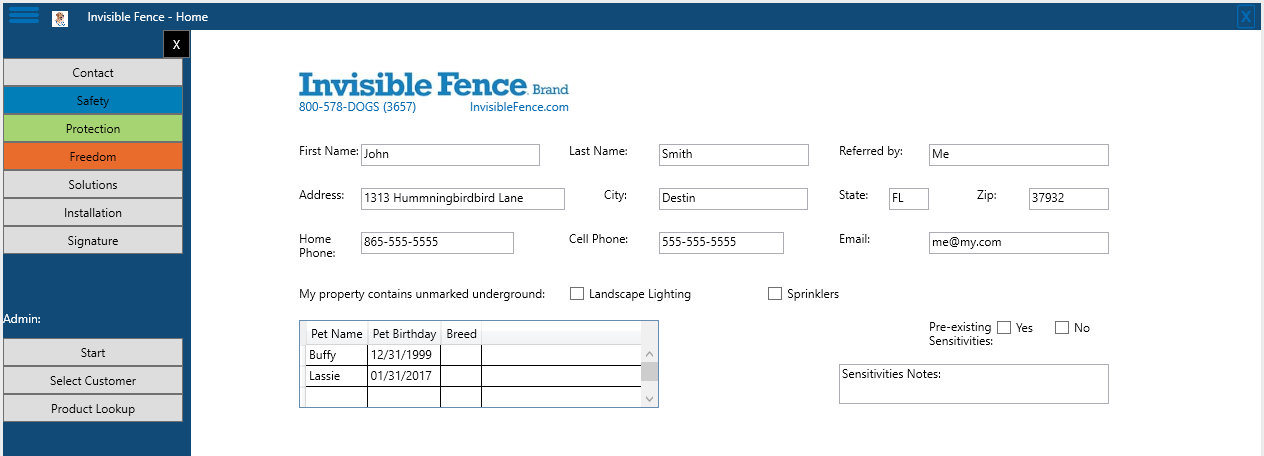 Invisible Fence - Home
X
X
Contact
Safety
Protection
Freedom
Solutions
Installation
Signature
Admin:
Start
Select Customer
Product Lookup
Invisible Fence. Brand
800-578-DOGS (3657) InvisibleFence.com
First Name: John Last Name: Smith Referred by: Me
Address: 1313 Hummningbirdbird Lane City: Destin State: FL Zip: 37932
Home Phone: 865-555-5555 Cell Phone: 555-555-5555 Email: me@my.com
My property contains unmarked underground: Landscape Lighting Sprinklers
Pet Name Pet Birthday Breed
Buffy 12/31/1999
Lassie 01/31/2017
Pre-existing Sensitivities: Yes No
Sensitivities Notes: